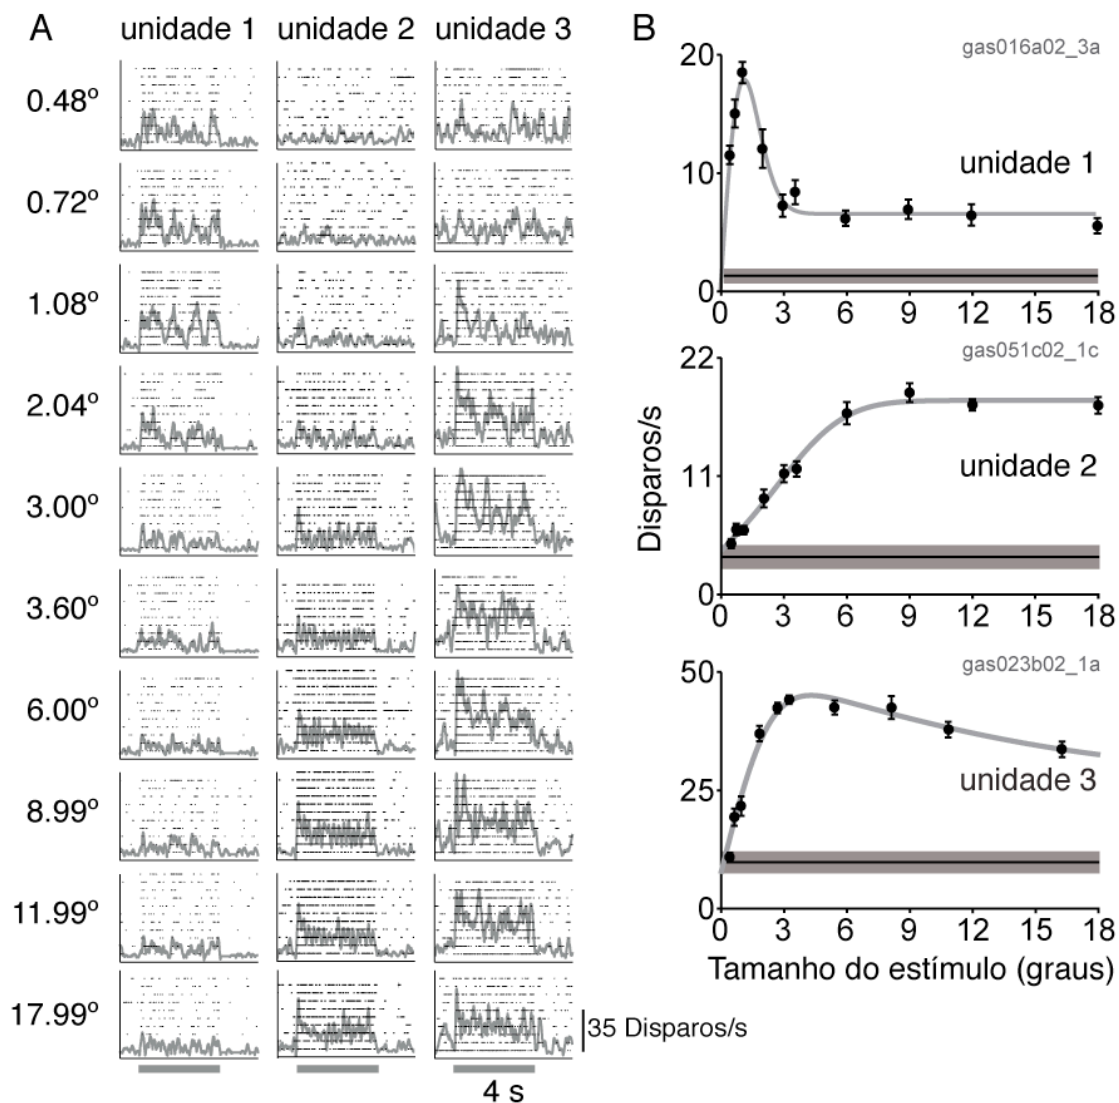 A
unidade 1 unidade 2 unidade 3
0.48º
0.72º
1.08º
2.04º
3.00º
3.60º
6.00º
8.99º
11.99º
17.99º
35 Disparos/s
4 s
B
gas016a02_3a
20
10
0
unidade 1
0 3 6 9 12 15 18
gas051c02_1c
22
11
0
Disparos/s
unidade 2
0 3 6 9 12 15 18
gas023b02_1a
50
25
0
unidade 3
0 3 6 9 12 15 18
Tamanho do estímulo (graus)